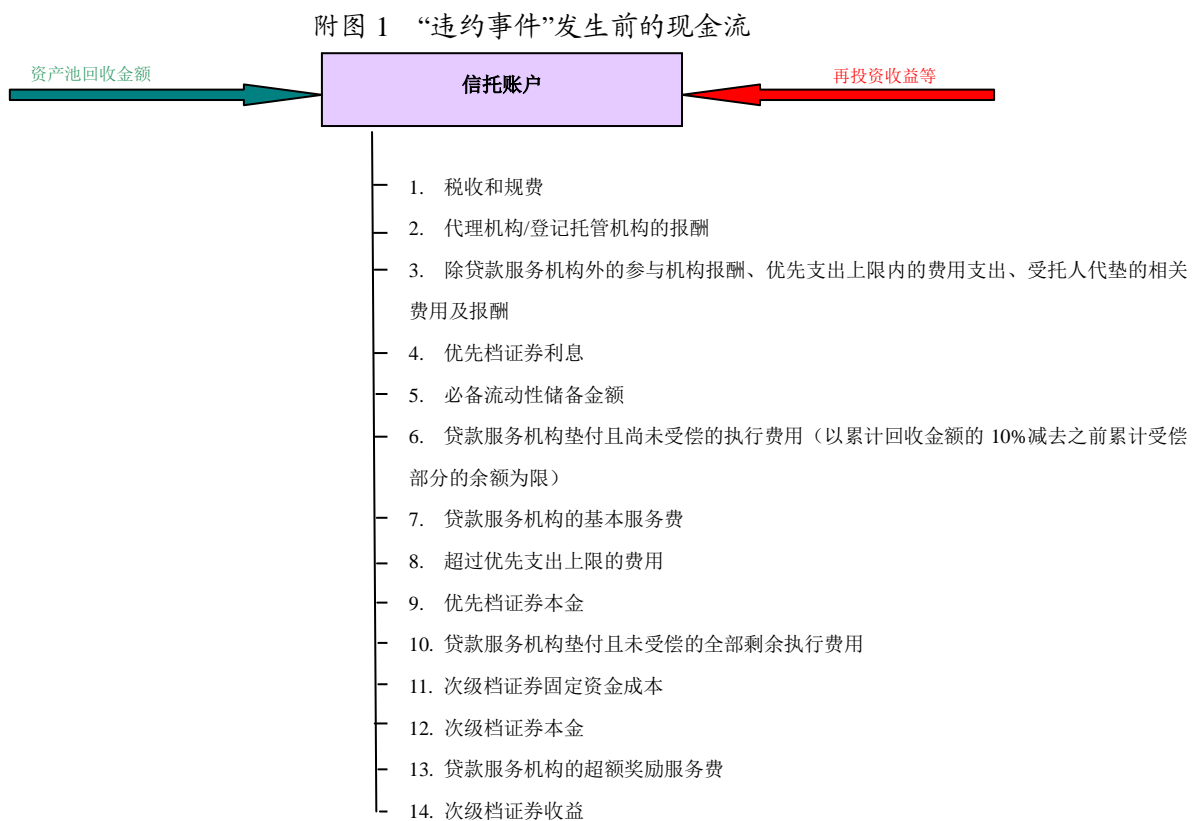 附图 1 “违约事件”发生前的现金流
资产池回收金额
信托账户
再投资收益等
1. 税收和规费
2. 代理机构/登记托管机构的报酬
3. 除贷款服务机构外的参与机构报酬、优先支出上限内的费用支出、受托人代垫的相关
费用及报酬
4. 优先档证券利息
5. 必备流动性储备金额
6. 贷款服务机构垫付且尚未受偿的执行费用（以累计回收金额的 10%减去之前累计受偿
部分的余额为限）
7. 贷款服务机构的基本服务费
8. 超过优先支出上限的费用
9. 优先档证券本金
10. 贷款服务机构垫付且未受偿的全部剩余执行费用
11. 次级档证券固定资金成本
12. 次级档证券本金
13. 贷款服务机构的超额奖励服务费
14. 次级档证券收益